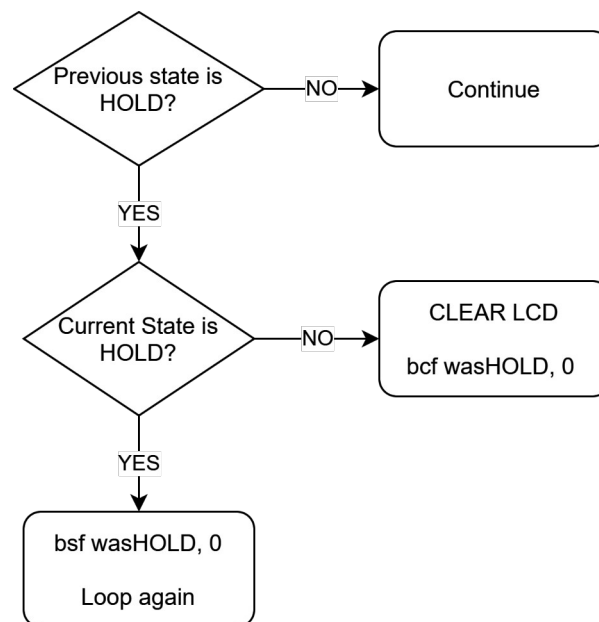 Previous state is
HOLD?
NO
Continue
YES
Current State is
HOLD?
NO
CLEAR LCD
bcf wasHOLD, 0
YES
bsf wasHOLD, 0
Loop again